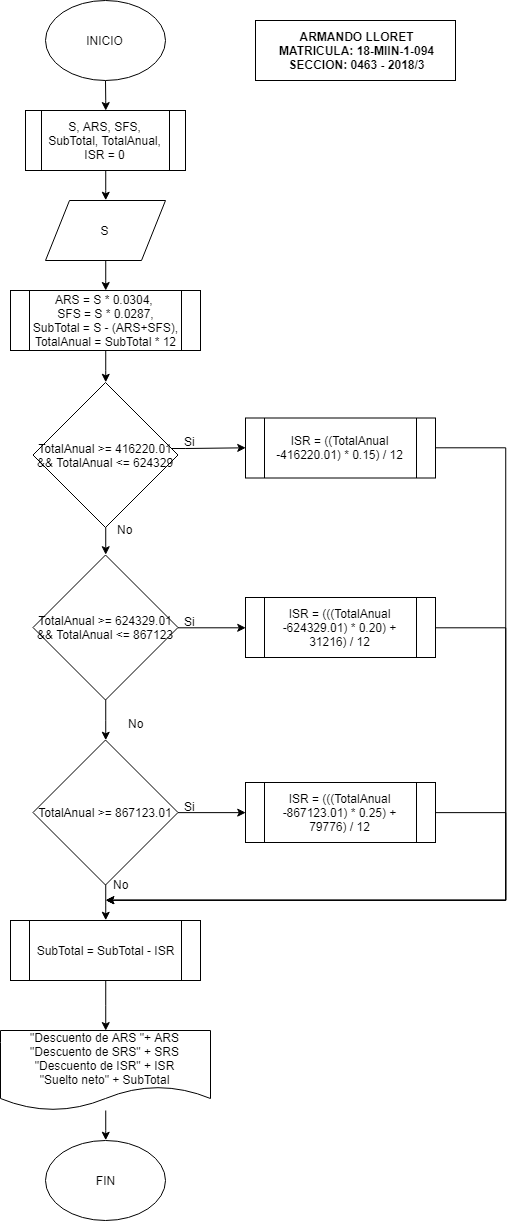 INICIO
ARMANDO LLORET
MATRICULA: 18-MIIN-1-094
SECCION: 0463 - 2018/3
S, ARS, SFS,
SubTotal, TotalAnual,
ISR = 0
S
ARS = S * 0.0304,
SFS = S * 0.0287,
SubTotal = S - (ARS+SFS),
TotalAnual = SubTotal * 12
TotalAnual >= 416220.01
&& TotalAnual <= 624329
Si
ISR = ((TotalAnual
-416220.01) * 0.15) / 12
No
TotalAnual >= 624329.01
&& TotalAnual <= 867123
Si
ISR = (((TotalAnual
-624329.01) * 0.20) +
31216) / 12
No
TotalAnual >= 867123.01
Si
ISR = (((TotalAnual
-867123.01) * 0.25) +
79776) / 12
No
SubTotal = SubTotal - ISR
"Descuento de ARS "+ ARS
"Descuento de SRS" + SRS
"Descuento de ISR" + ISR
"Suelto neto" + SubTotal
FIN